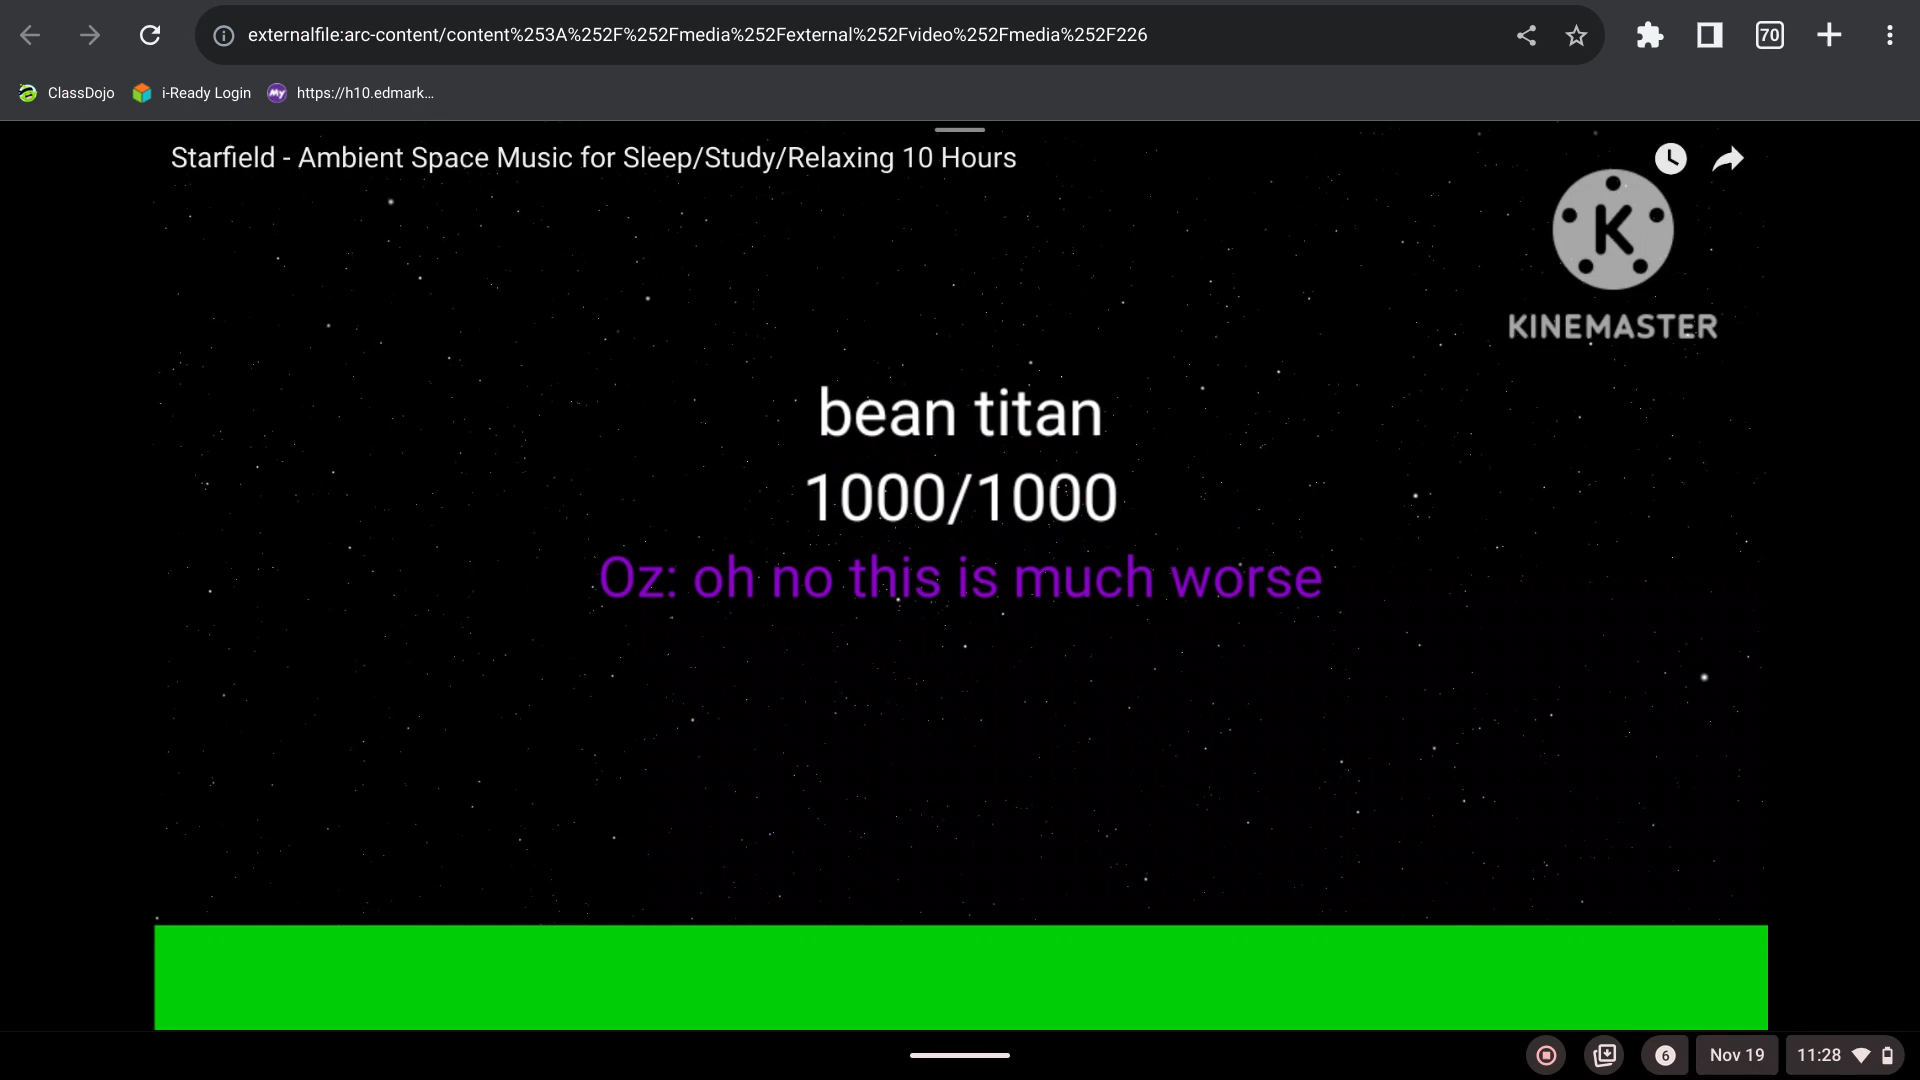 externalfile:arc-content/content%253A%252F%252Fmedia%252Fexternal%252Fvideo%252Fmedia%252F226
70
ClassDojo
i-Ready Login
My
https://h10.edmark...
Starfield - Ambient Space Music for Sleep/Study/Relaxing 10 Hours
K
KINEMASTER
bean titan
1000/1000
Oz: oh no this is much worse
6
Nov 19
11:28